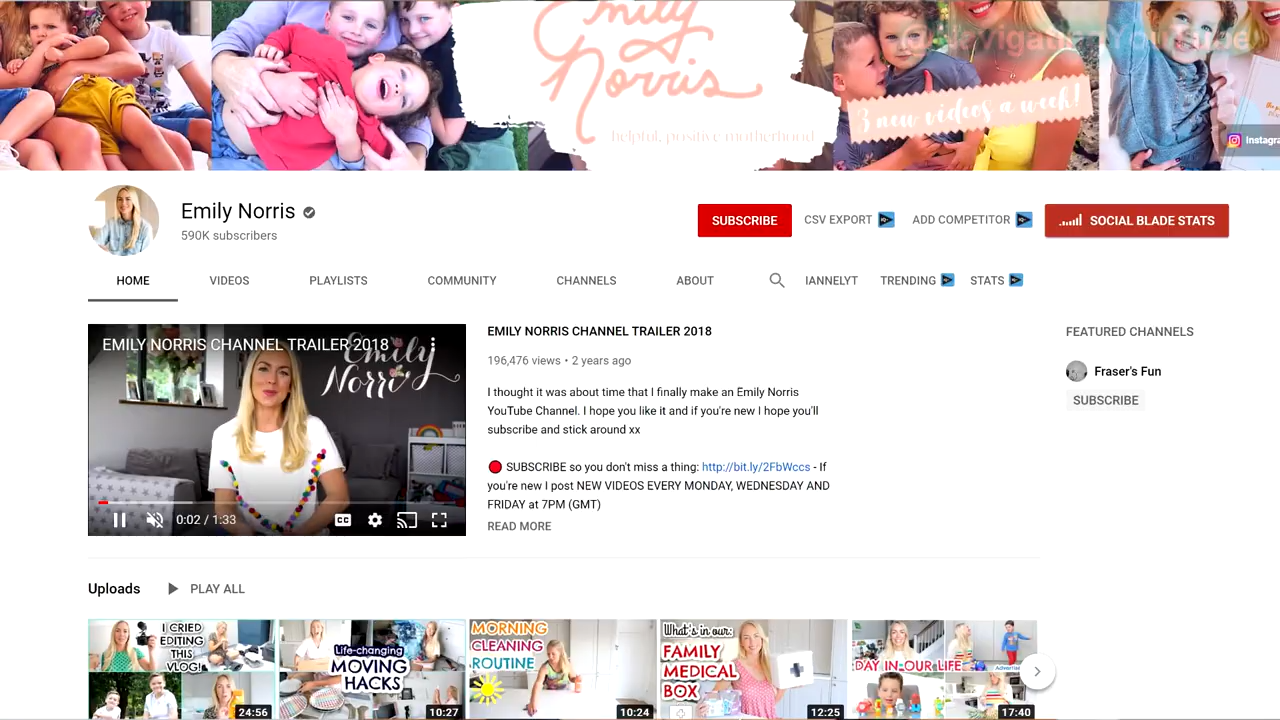 Emily
Norris
helpful, positive motherhood
3 new videos a week!
Instagra
Emily Norris
590K subscribers
SUBSCRIBE
CSV EXPORT
ADD COMPETITOR
SOCIAL BLADE STATS
HOME
VIDEOS
PLAYLISTS
COMMUNITY
CHANNELS
ABOUT
IANNELYT
TRENDING
STATS
EMILY NORRIS CHANNEL TRAILER 2018
Emily
Norris
0:02 / 1:33
CC
EMILY NORRIS CHANNEL TRAILER 2018
196,476 views • 2 years ago
I thought it was about time that I finally make an Emily Norris
YouTube Channel. I hope you like it and if you're new I hope you'll
subscribe and stick around xx
SUBSCRIBE so you don't miss a thing: http://bit.ly/2FbWccs - If
you're new I post NEW VIDEOS EVERY MONDAY, WEDNESDAY AND
FRIDAY at 7PM (GMT)
READ MORE
FEATURED CHANNELS
Fraser's Fun
SUBSCRIBE
Uploads
PLAY ALL
I CRIED
EDITING
THIS
VLOG!
24:56
Life-changing
MOVING
HACKS
10:27
MORNING
CLEANING
ROUTINE
10:24
What's in our:
FAMILY
MEDICAL
BOX
12:25
DAY IN OUR LIFE
Advertise
17:40